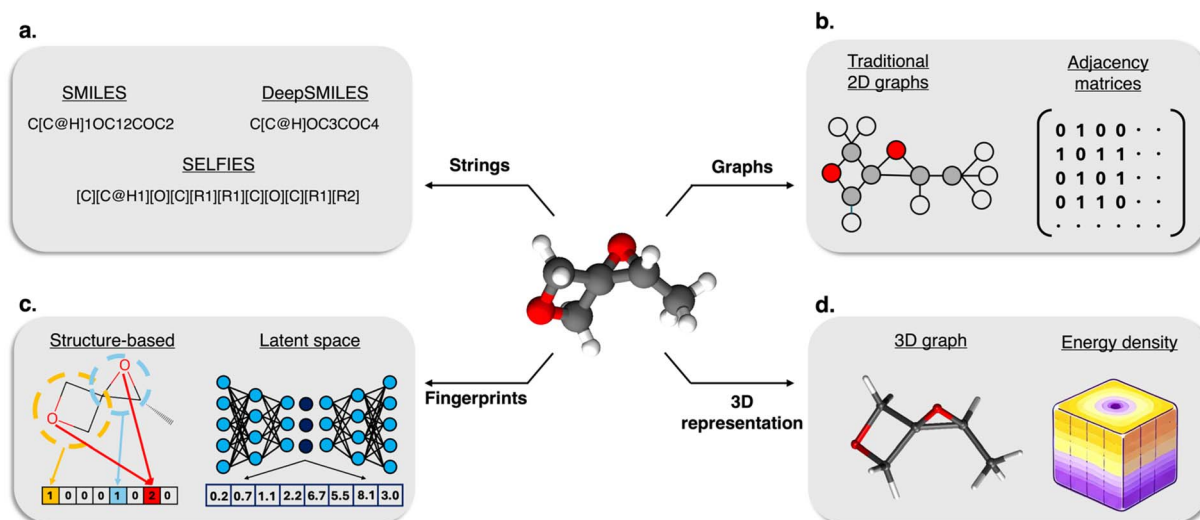 a.
SMILES
DeepSMILES
C[C@H]1OC12COC2
C[C@H]OC3COC4
SELFIES
[C][C@H1][O][C][R1][R1][C][O][C][R1][R2]
Strings
Graphs
b.
Traditional
2D graphs
Adjacency
matrices
0 1 0 0 · ·
1 0 1 1 · ·
0 1 0 1 · ·
0 1 1 0 · ·
· · · · · ·
c.
Structure-based
Latent space
O
O
1 0 0 0 1 0 2 0
0.2 0.7 1.1 2.2 6.7 5.5 8.1 3.0
Fingerprints
3D
representation
d.
3D graph
Energy density